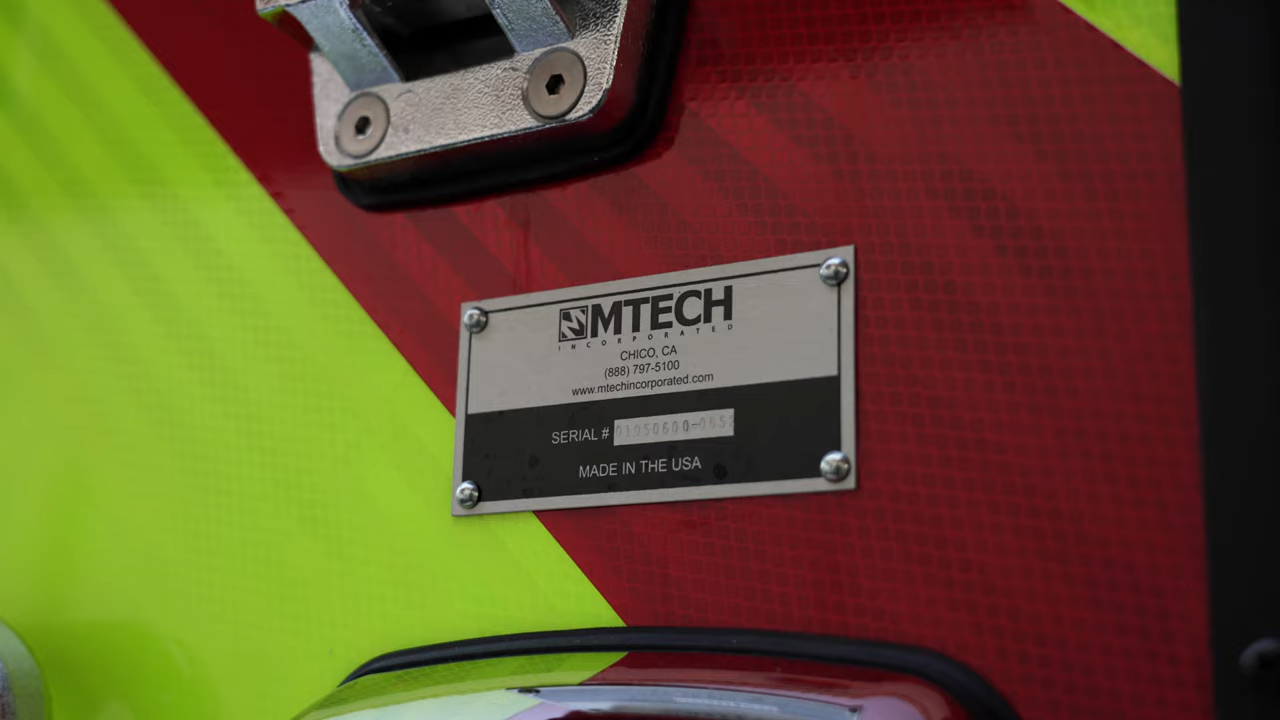 MTECH
INCORPORATED
CHICO, CA
(888) 797-5100
www.mtechincorporated.com
SERIAL #
MADE IN THE USA